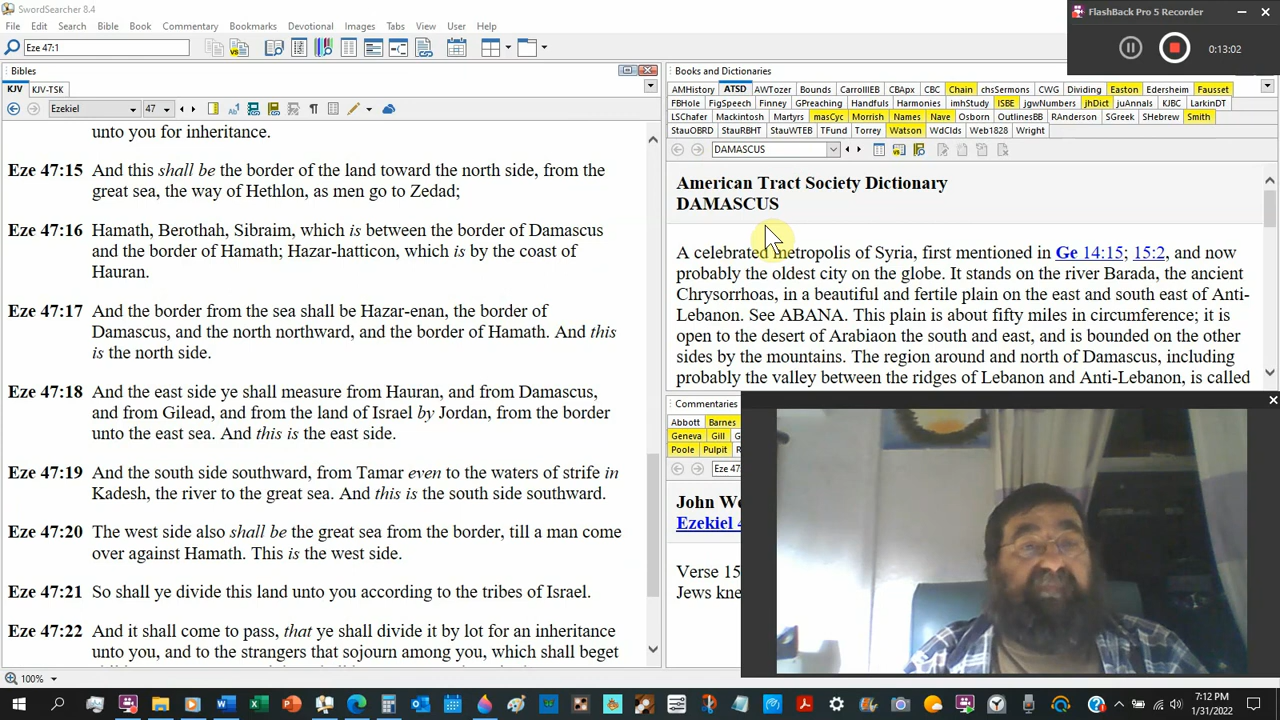 SwordSearcher 8.4
File Edit Search Bible Book Commentary Bookmarks Devotional Images Tabs View User Help
Eze 47:1
Bibles
KJV KJV-TSK
Ezekiel 47
unto you for inheritance.
Eze 47:15 And this shall be the border of the land toward the north side, from the
great sea, the way of Hethlon, as men go to Zedad;
Eze 47:16 Hamath, Berothah, Sibraim, which is between the border of Damascus
and the border of Hamath; Hazar-hatticon, which is by the coast of
Hauran.
Eze 47:17 And the border from the sea shall be Hazar-enan, the border of
Damascus, and the north northward, and the border of Hamath. And this
is the north side.
Eze 47:18 And the east side ye shall measure from Hauran, and from Damascus,
and from Gilead, and from the land of Israel by Jordan, from the border
unto the east sea. And this is the east side.
Eze 47:19 And the south side southward, from Tamar even to the waters of strife in
Kadesh, the river to the great sea. And this is the south side southward.
Eze 47:20 The west side also shall be the great sea from the border, till a man come
over against Hamath. This is the west side.
Eze 47:21 So shall ye divide this land unto you according to the tribes of Israel.
Eze 47:22 And it shall come to pass, that ye shall divide it by lot for an inheritance
unto you, and to the strangers that sojourn among you, which shall beget
100%
FlashBack Pro 5 Recorder
0:13:02
Books and Dictionaries
AMHistory ATSD AWTozer Bounds CarrollIEB CBApx CBC Chain chsSermons CWG Dividing Easton Edersheim Fausset
FBHole FigSpeech Finney GPreaching Handfuls Harmonies imhStudy ISBE jgwNumbers jhDict juAnnals KJBC LarkinDT
LSChafer Mackintosh Martyrs masCyc Morrish Names Nave Osborn OutlinesBB RAnderson SGreek SHebrew Smith
StauOBRD StauRBHT StauWTEB TFund Torrey Watson WdClds Web1828 Wright
DAMASCUS
American Tract Society Dictionary
DAMASCUS
A celebrated metropolis of Syria, first mentioned in Ge 14:15; 15:2, and now
probably the oldest city on the globe. It stands on the river Barada, the ancient
Chrysorrhoas, in a beautiful and fertile plain on the east and south east of Anti-
Lebanon. See ABANA. This plain is about fifty miles in circumference; it is
open to the desert of Arabiaon the south and east, and is bounded on the other
sides by the mountains. The region around and north of Damascus, including
probably the valley between the ridges of Lebanon and Anti-Lebanon, is called
Commentaries
Abbott Barnes
Geneva Gill
Poole Pulpit
Eze 47
John We
Ezekiel 4
Verse 15
Jews kne
7:12 PM
1/31/2022